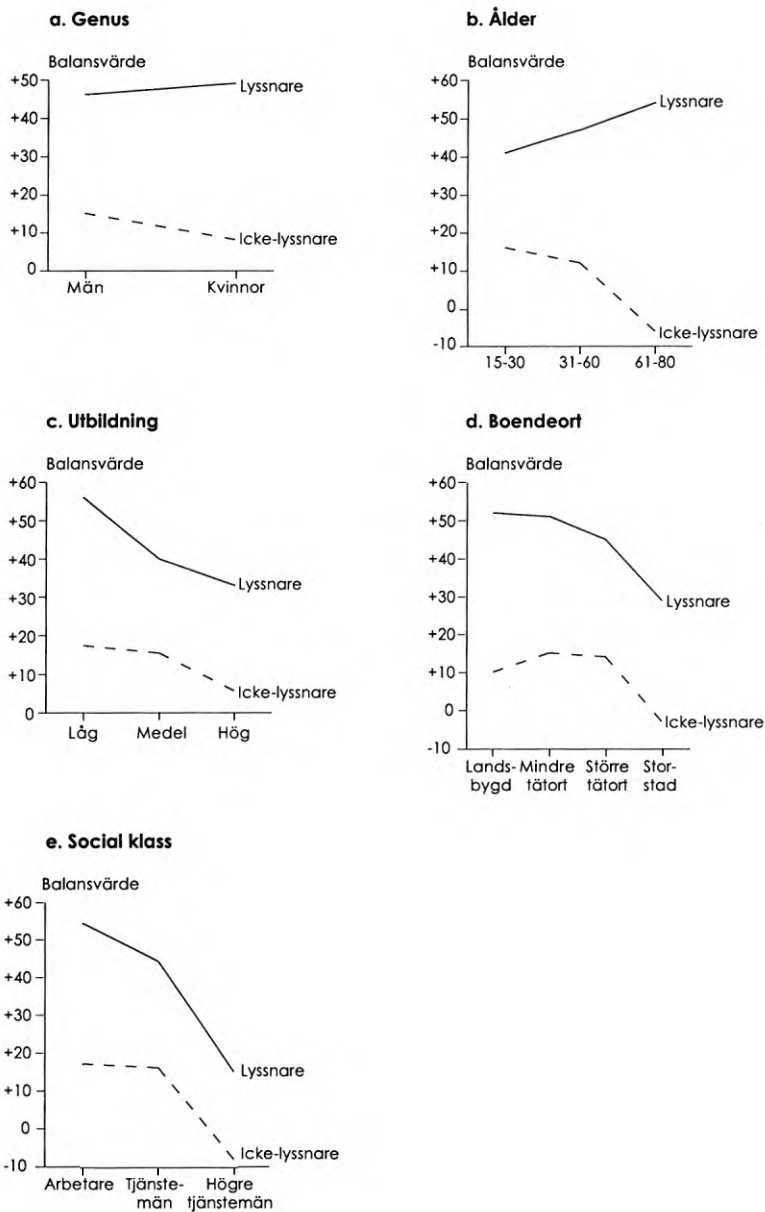 a. Genus
Balansvärde
+50
+40
+30
+20
+10
0
Lyssnare
Icke-lyssnare
Män Kvinnor
b. Ålder
Balansvärde
+60
+50
+40
+30
+20
+10
0
-10
Lyssnare
Icke-lyssnare
15-30 31-60 61-80
c. Utbildning
Balansvärde
+60
+50
+40
+30
+20
+10
0
Lyssnare
Icke-lyssnare
Låg Medel Hög
d. Boendeort
Balansvärde
+60
+50
+40
+30
+20
+10
0
-10
Lyssnare
Icke-lyssnare
Lands- Mindre Större Stor-
bygd tätort tätort stad
e. Social klass
Balansvärde
+60
+50
+40
+30
+20
+10
0
-10
Lyssnare
Icke-lyssnare
Arbetare Tjänste- Högre
män tjänstemän